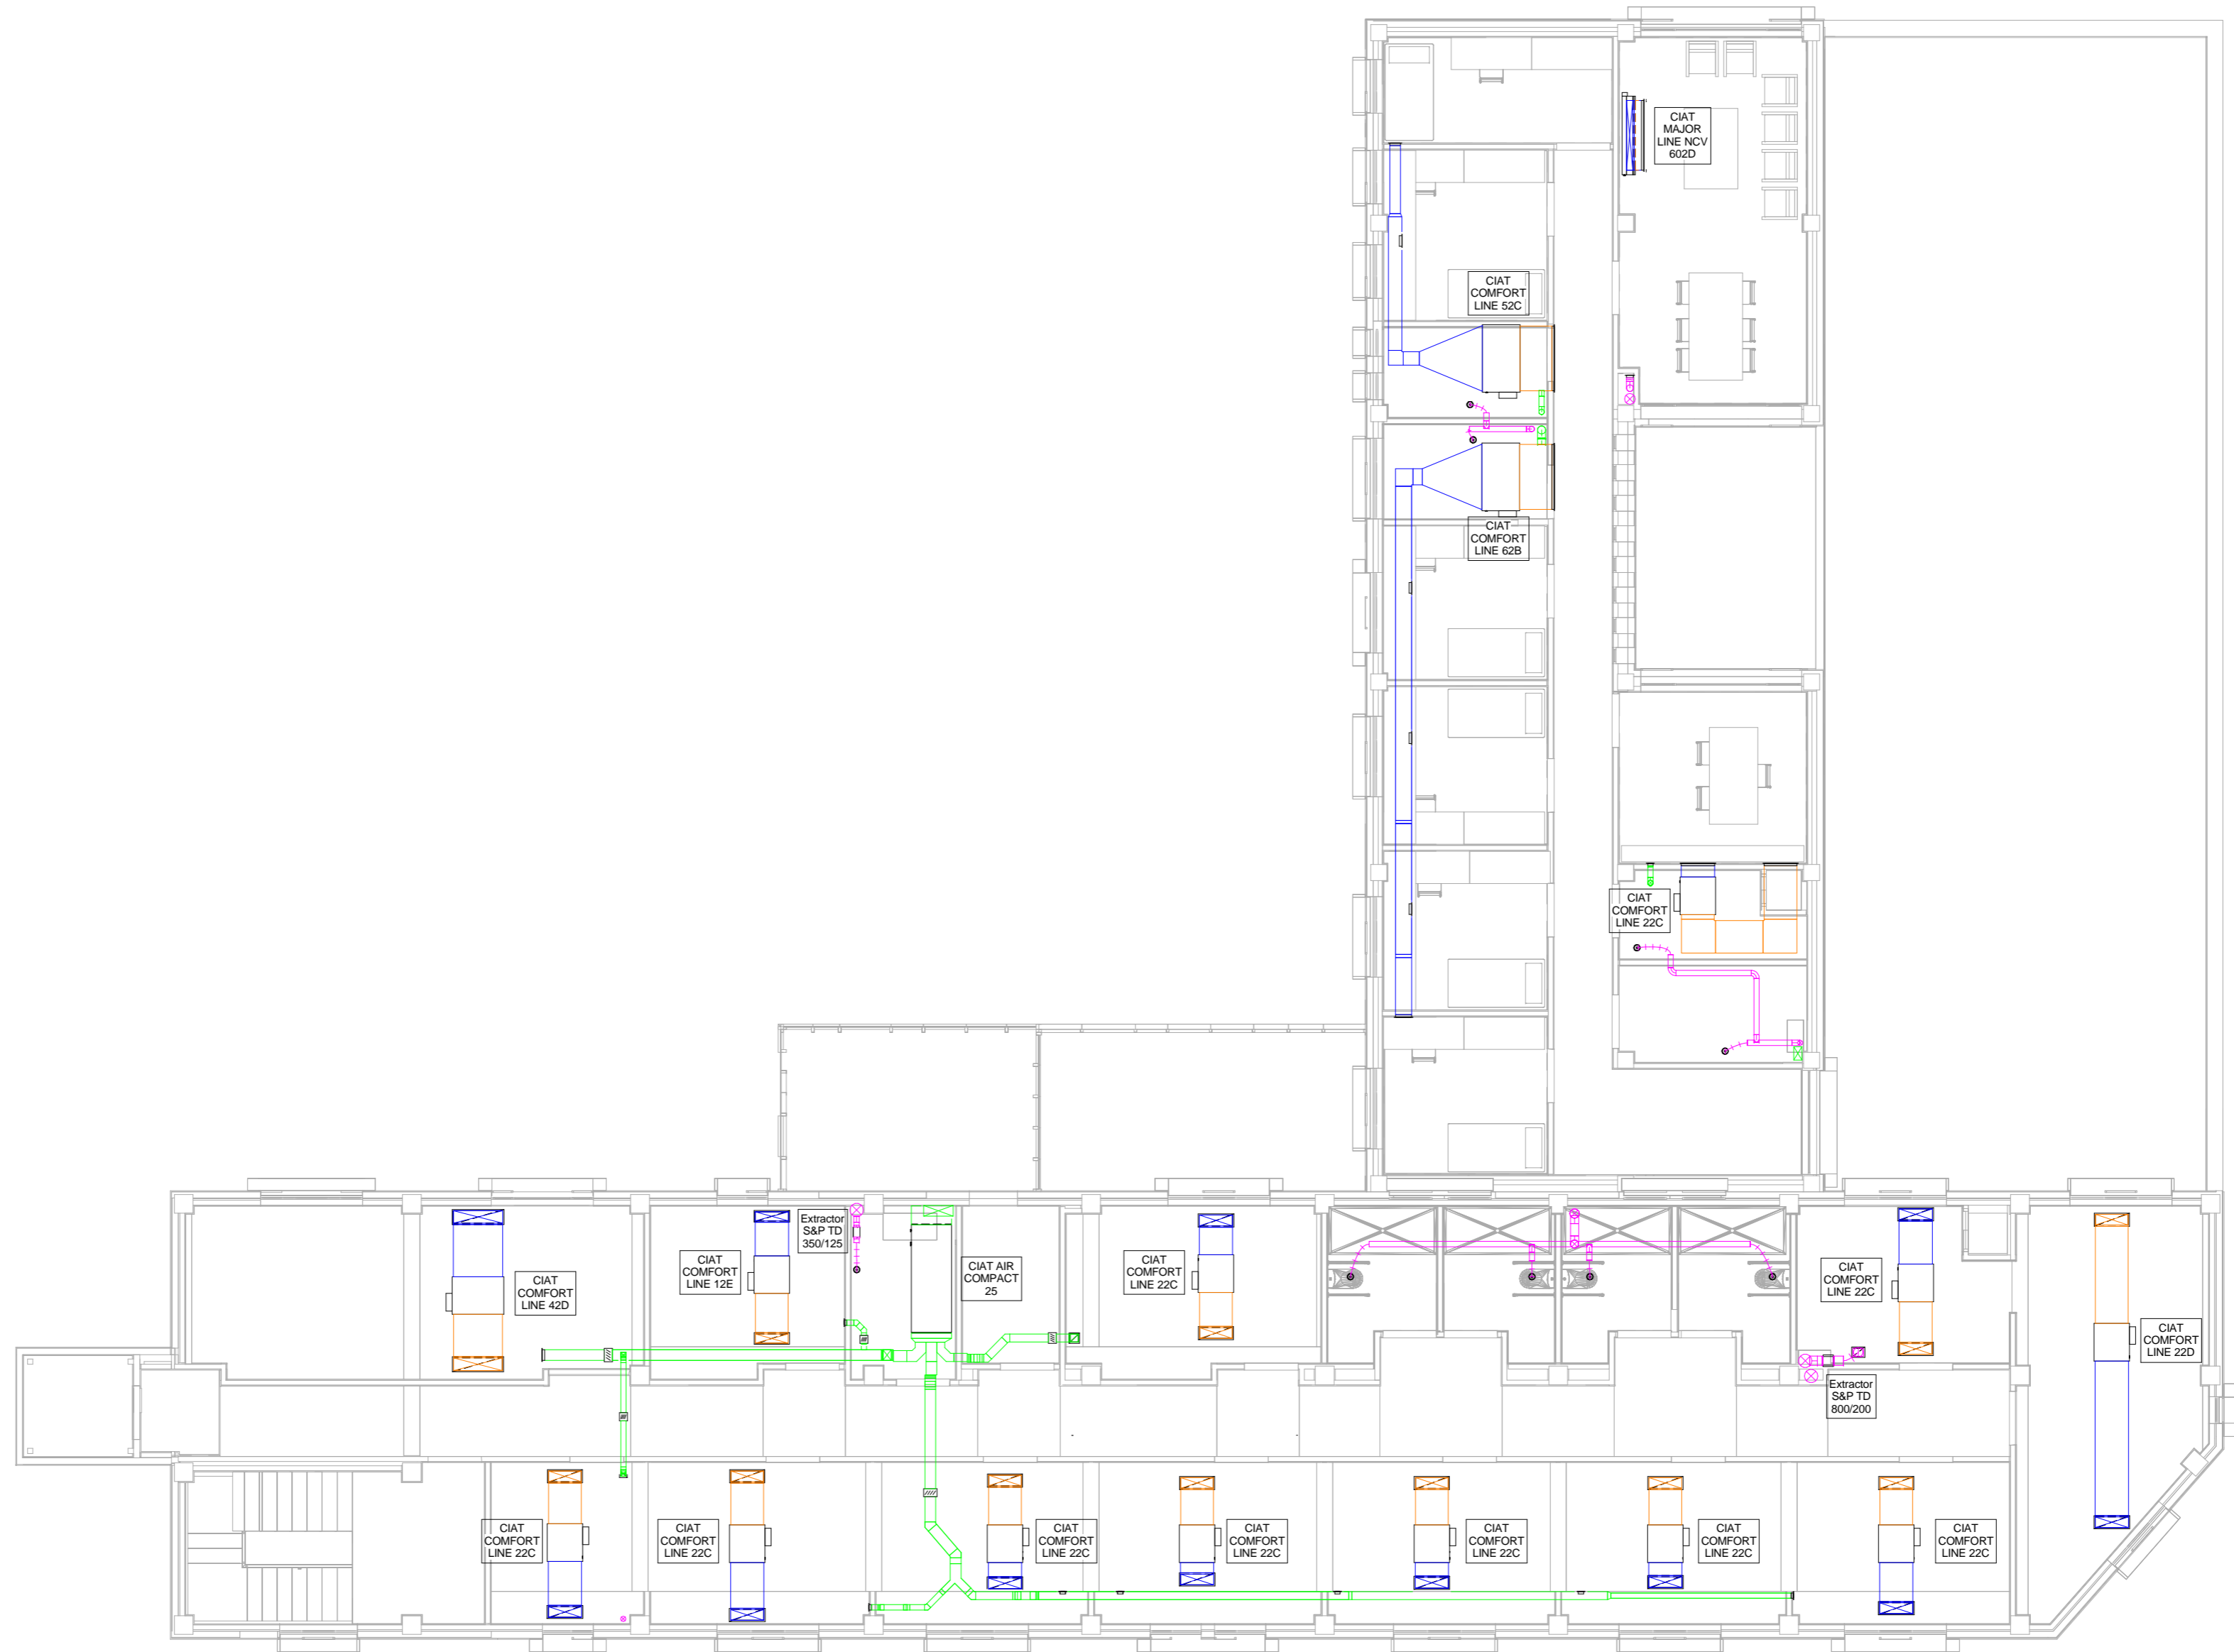 CIAT
MAJOR
LINE NCV
602D
CIAT
COMFORT
LINE 52C
CIAT
COMFORT
LINE 62B
CIAT
COMFORT
LINE 22C
CIAT
COMFORT
LINE 42D
CIAT
COMFORT
LINE 12E
Extractor
S&P TD
350/125
CIAT AIR
COMPACT
25
CIAT
COMFORT
LINE 22C
CIAT
COMFORT
LINE 22C
CIAT
COMFORT
LINE 22D
Extractor
S&P TD
800/200
CIAT
COMFORT
LINE 22C
CIAT
COMFORT
LINE 22C
CIAT
COMFORT
LINE 22C
CIAT
COMFORT
LINE 22C
CIAT
COMFORT
LINE 22C
CIAT
COMFORT
LINE 22C
CIAT
COMFORT
LINE 22C